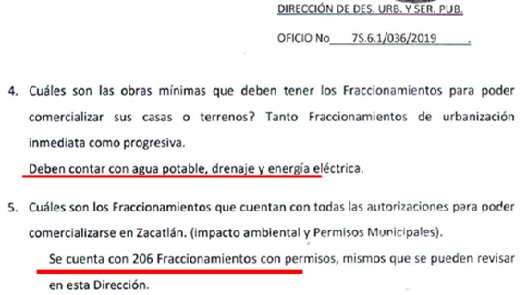 DIRECCIÓN DE DES. URB. Y SER. PUB.
OFICIO No 7S.6.1/036/2019 .
4. Cuáles son las obras mínimas que deben tener los Fraccionamientos para poder
comercializar sus casas o terrenos? Tanto Fraccionamientos de urbanización
inmediata como progresiva.
Deben contar con agua potable, drenaje y energía eléctrica.
5. Cuáles son los Fraccionamientos que cuentan con todas las autorizaciones para poder
comercializarse en Zacatlán. (impacto ambiental y Permisos Municipales).
Se cuenta con 206 Fraccionamientos con permisos, mismos que se pueden revisar
en esta Dirección.